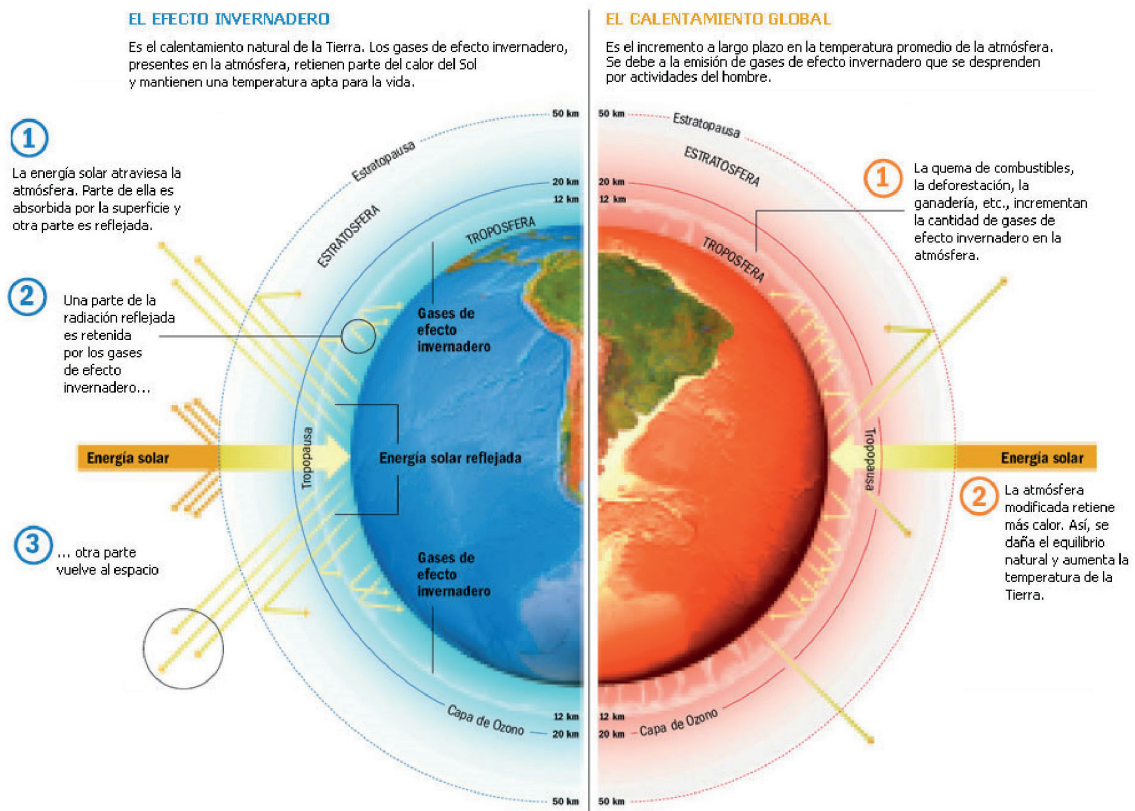 EL EFECTO INVERNADERO
Es el calentamiento natural de la Tierra. Los gases de efecto invernadero,
presentes en la atmósfera, retienen parte del calor del Sol
y mantienen una temperatura apta para la vida.
1
La energía solar atraviesa la
atmósfera. Parte de ella es
absorbida por la superficie y
otra parte es reflejada.
2
Una parte de la
radiación reflejada
es retenida
por los gases
de efecto
invernadero...
Energía solar
3
... otra parte
vuelve al espacio
50 km
Estratopausa
20 km
12 km
ESTRATOSFERA
TROPOSFERA
Gases de
efecto
invernadero
Tropopausa
Energía solar reflejada
Gases de
efecto
invernadero
Capa de Ozono
12 km
20 km
50 km
EL CALENTAMIENTO GLOBAL
Es el incremento a largo plazo en la temperatura promedio de la atmósfera.
Se debe a la emisión de gases de efecto invernadero que se desprenden
por actividades del hombre.
50 km
Estratopausa
ESTRATOSFERA
20 km
12 km
TROPOSFERA
1
La quema de combustibles,
la deforestación, la
ganadería, etc., incrementan
la cantidad de gases de
efecto invernadero en la
atmósfera.
Tropopausa
Energía solar
2
La atmósfera
modificada retiene
más calor. Así, se
daña el equilibrio
natural y aumenta la
temperatura de la
Tierra.
12 km
Capa de Ozono
20 km
50 km